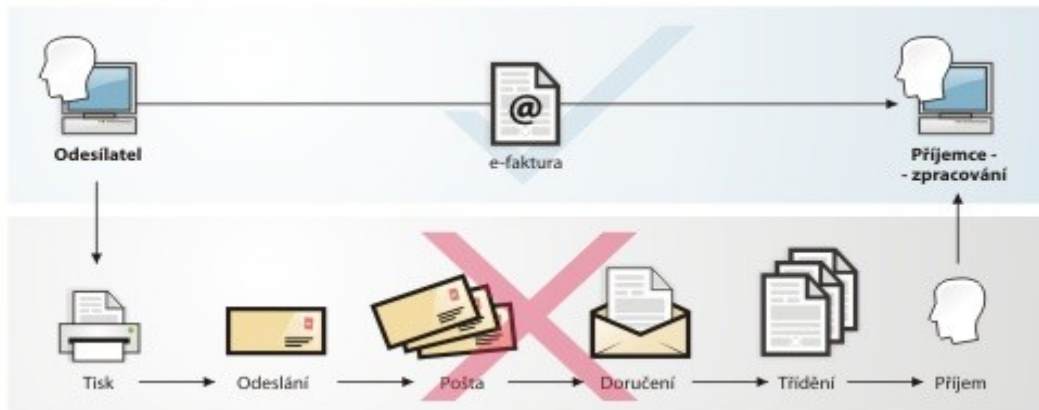 @
Odesílatel
e-faktura
Příjemce -
- zpracování
Tisk
Odeslání
Pošta
Doručení
Třídění
Příjem